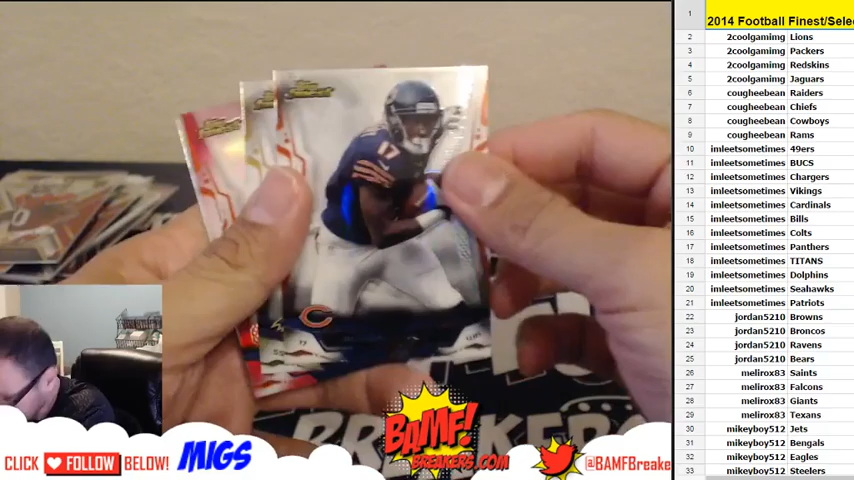 1 2014 Football Finest/Selec
2 2coolgamimg Lions
3 2coolgamimg Packers
4 2coolgamimg Redskins
5 2coolgamimg Jaguars
6 cougheebean Raiders
7 cougheebean Chiefs
8 cougheebean Cowboys
9 cougheebean Rams
10 imleetsometimes 49ers
11 imleetsometimes BUCS
12 imleetsometimes Chargers
13 imleetsometimes Vikings
14 imleetsometimes Cardinals
15 imleetsometimes Bills
16 imleetsometimes Colts
17 imleetsometimes Panthers
18 imleetsometimes TITANS
19 imleetsometimes Dolphins
20 imleetsometimes Seahawks
21 imleetsometimes Patriots
22 jordan5210 Browns
23 jordan5210 Broncos
24 jordan5210 Ravens
25 jordan5210 Bears
26 melirox83 Saints
27 melirox83 Falcons
28 melirox83 Giants
29 melirox83 Texans
30 mikeyboy512 Jets
31 mikeyboy512 Bengals
32 mikeyboy512 Eagles
33 mikeyboy512 Steelers
17
BREAKERS
BAMF!
BREAKERS.COM
CLICK FOLLOW BELOW! MIGS
@BAMFBreake